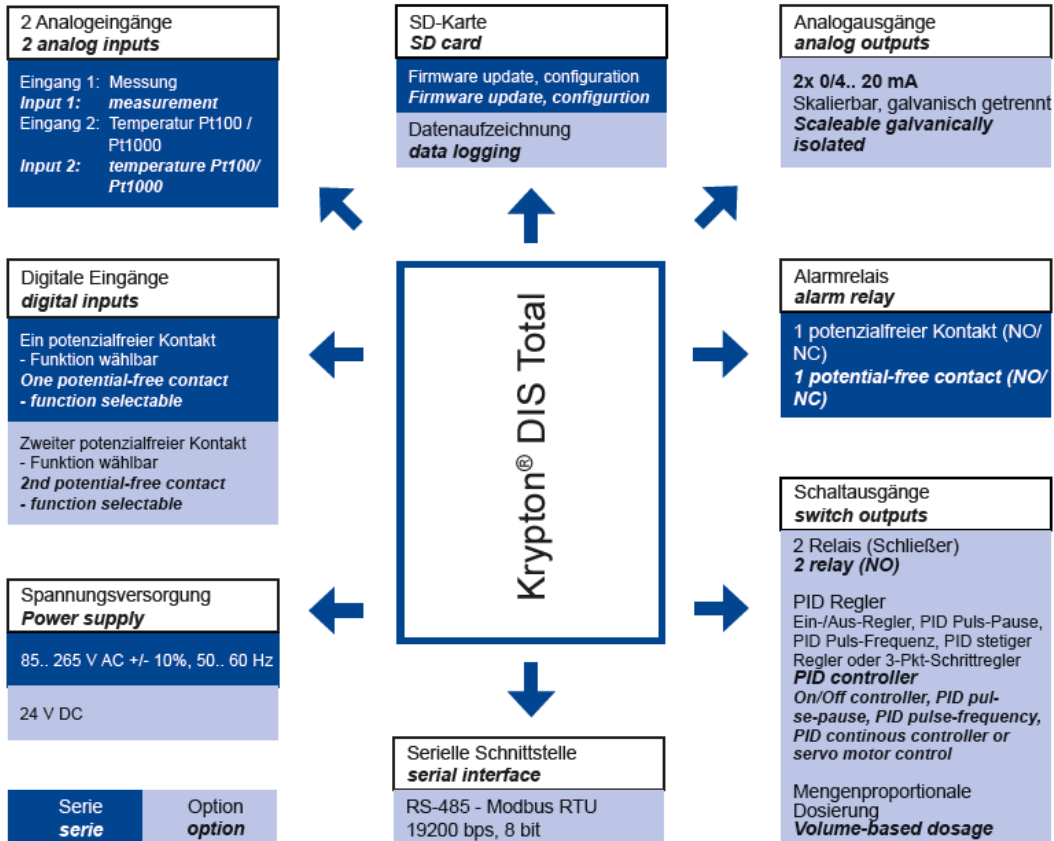 2 Analogeingänge
2 analog inputs
Eingang 1: Messung
Input 1: measurement
Eingang 2: Temperatur Pt100 /
Pt1000
Input 2: temperature Pt100/
Pt1000
SD-Karte
SD card
Firmware update, configuration
Firmware update, configurtion
Datenaufzeichnung
data logging
Analogausgänge
analog outputs
2x 0/4.. 20 mA
Skalierbar, galvanisch getrennt
Scaleable galvanically
isolated
Digitale Eingänge
digital inputs
Ein potenzialfreier Kontakt
- Funktion wählbar
One potential-free contact
- function selectable
Zweiter potenzialfreier Kontakt
- Funktion wählbar
2nd potential-free contact
- function selectable
Krypton® DIS Total
Alarmrelais
alarm relay
1 potenzialfreier Kontakt (NO/
NC)
1 potential-free contact (NO/
NC)
Schaltausgänge
switch outputs
2 Relais (Schließer)
2 relay (NO)
PID Regler
Ein-/Aus-Regler, PID Puls-Pause,
PID Puls-Frequenz, PID stetiger
Regler oder 3-Pkt-Schrittregler
PID controller
On/Off controller, PID pul-
se-pause, PID pulse-frequency,
PID continous controller or
servo motor control
Mengenproportionale
Dosierung
Volume-based dosage
Spannungsversorgung
Power supply
85.. 265 V AC +/- 10%, 50.. 60 Hz
24 V DC
Serie
serie
Option
option
Serielle Schnittstelle
serial interface
RS-485 - Modbus RTU
19200 bps, 8 bit